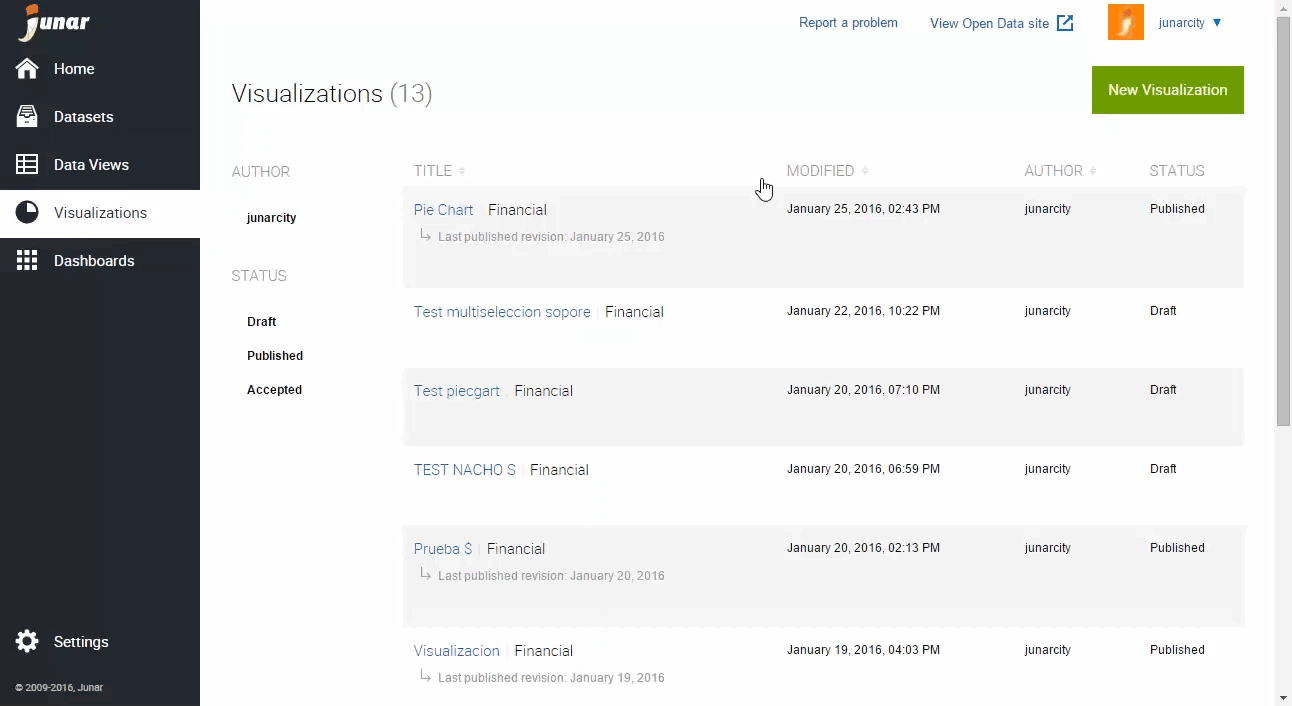 junar
Home
Datasets
Data Views
Visualizations
Dashboards
Settings
© 2009-2016, Junar
Report a problem
View Open Data site
junarcity ▼
Visualizations (13)
New Visualization
AUTHOR
junarcity
STATUS
Draft
Published
Accepted
TITLE MODIFIED AUTHOR STATUS
Pie Chart Financial January 25, 2016, 02:43 PM junarcity Published
Last published revision: January 25, 2016
Test multiseleccion sopore Financial January 22, 2016, 10:22 PM junarcity Draft
Test piecgart Financial January 20, 2016, 07:10 PM junarcity Draft
TEST NACHO S Financial January 20, 2016, 06:59 PM junarcity Draft
Prueba $ Financial January 20, 2016, 02:13 PM junarcity Published
Last published revision: January 20, 2016
Visualizacion Financial January 19, 2016, 04:03 PM junarcity Published
Last published revision: January 19, 2016